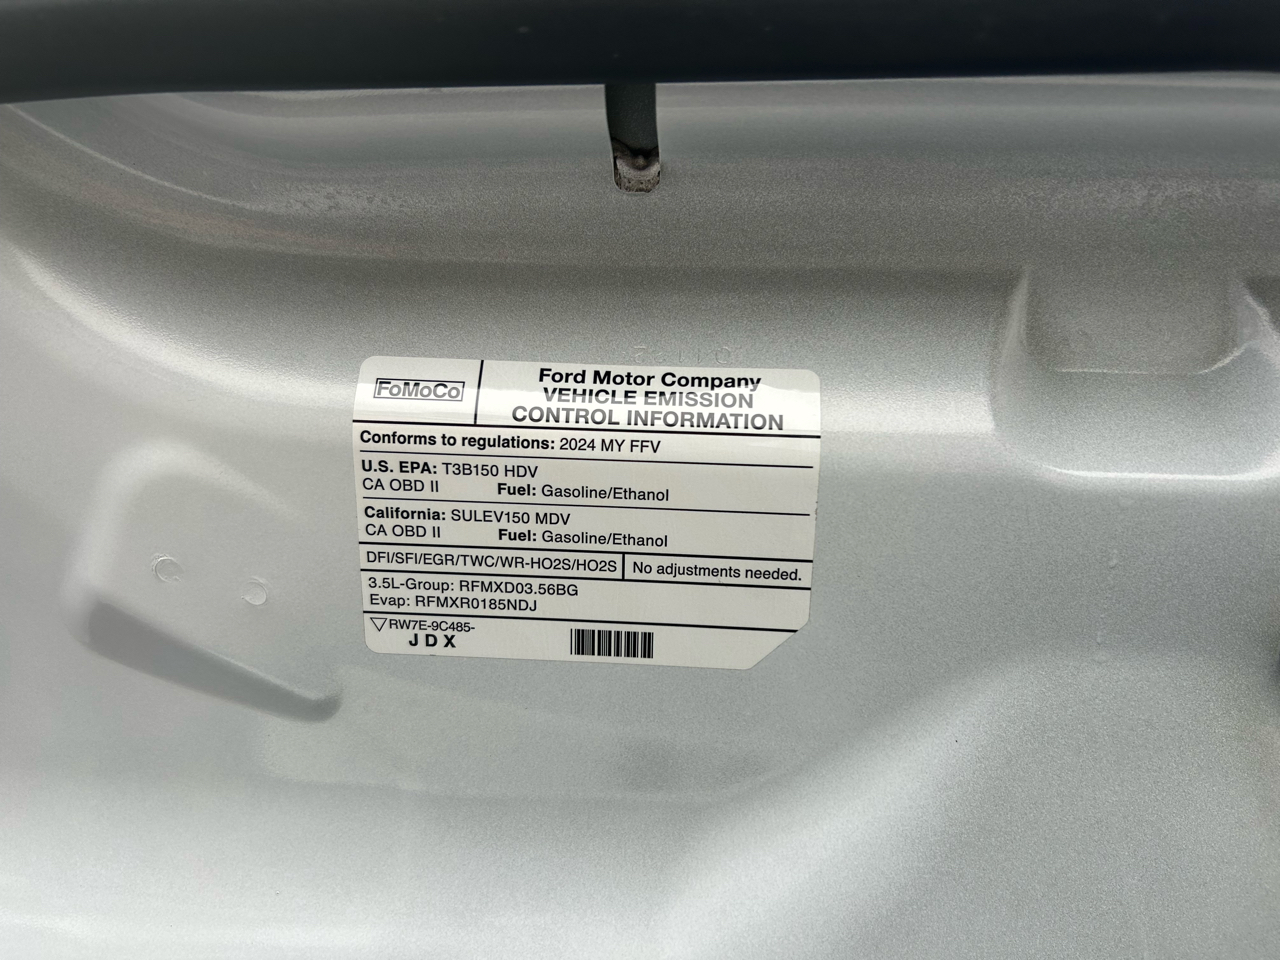 FoMoCo
Ford Motor Company
VEHICLE EMISSION
CONTROL INFORMATION
Conforms to regulations: 2024 MY FFV
U.S. EPA: T3B150 HDV
CA OBD II Fuel: Gasoline/Ethanol
California: SULEV150 MDV
CA OBD II Fuel: Gasoline/Ethanol
DFI/SFI/EGR/TWC/WR-HO2S/HO2S
No adjustments needed.
3.5L-Group: RFMXD03.56BG
Evap: RFMXR0185NDJ
RW7E-9C485-
JDX